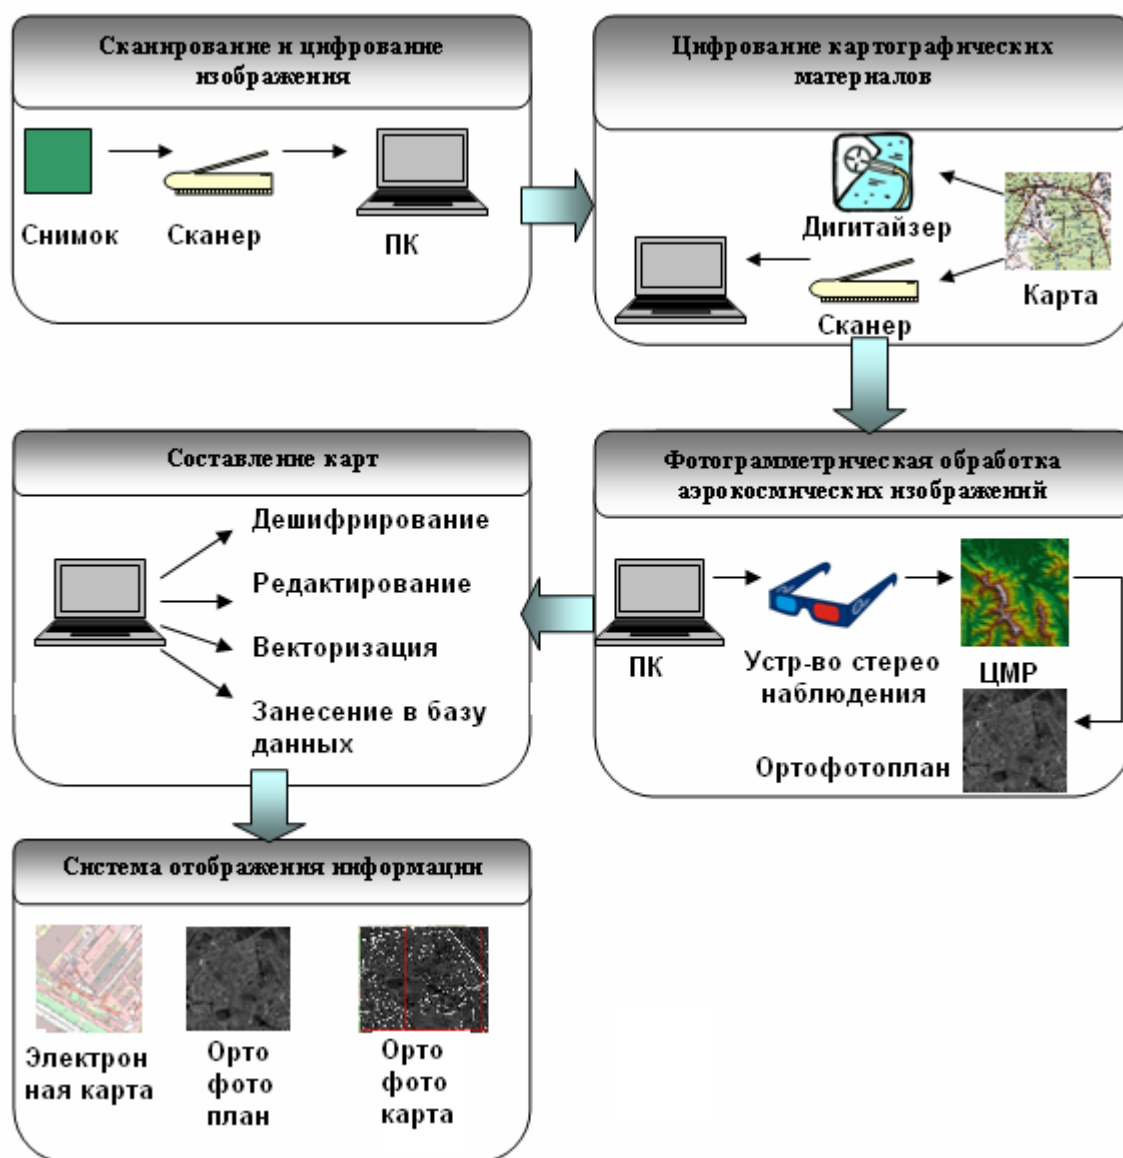 Сканирование и цифрование
изображения
Снимок
Сканер
ПК
Цифрование картографических
материалов
Дигитайзер
Сканер
Карта
Фотограмметрическая обработка
аэрокосмических изображений
ПК
Устр-во стерео
наблюдения
ЦМР
Ортофотоплан
Составление карт
Дешифрирование
Редактирование
Векторизация
Занесение в базу
данных
Система отображения информации
Электрон
ная карта
Орто
фото
план
Орто
фото
карта